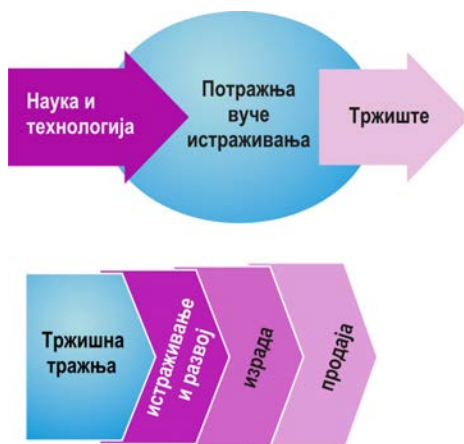 Наука и
технологија
Потражња
вуче
истраживања
Тржиште
Тржишна
тражња
истраживање
и развој
израда
продаја